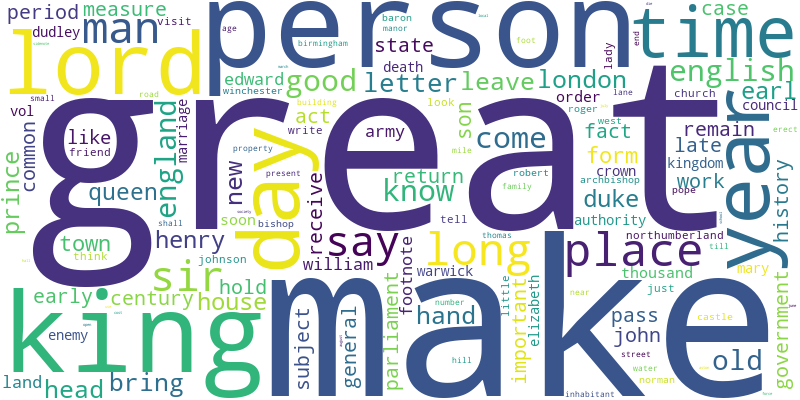 great
make
person
king
time
lord
year
day
place
man
long
say
sir
english
england
know
come
duke
queen
henry
house
town
period
measure
case
dudley
visit
age
birmingham
baron
manor
foot
lady
end
state
death
edward
winchester
good
letter
leave
london
earl
order
church
council
road
small
vol
common
like
friend
marriage
building
act
write
look
army
son
fact
roger
west
lane
remain
late
mile
erect
prince
property
new
present
return
form
robert
crown
kingdom
work
history
archbishop
family
pope
receive
bishop
shall
soon
tell
authority
northumberland
till
think
johnson
thomas
william
footnote
warwick
thousand
mary
just
early
century
hold
parliament
number
little
elizabeth
important
near
government
enemy
subject
general
hand
hill
pass
john
castle
street
old
water
norman
land
head
bring
inhabitant